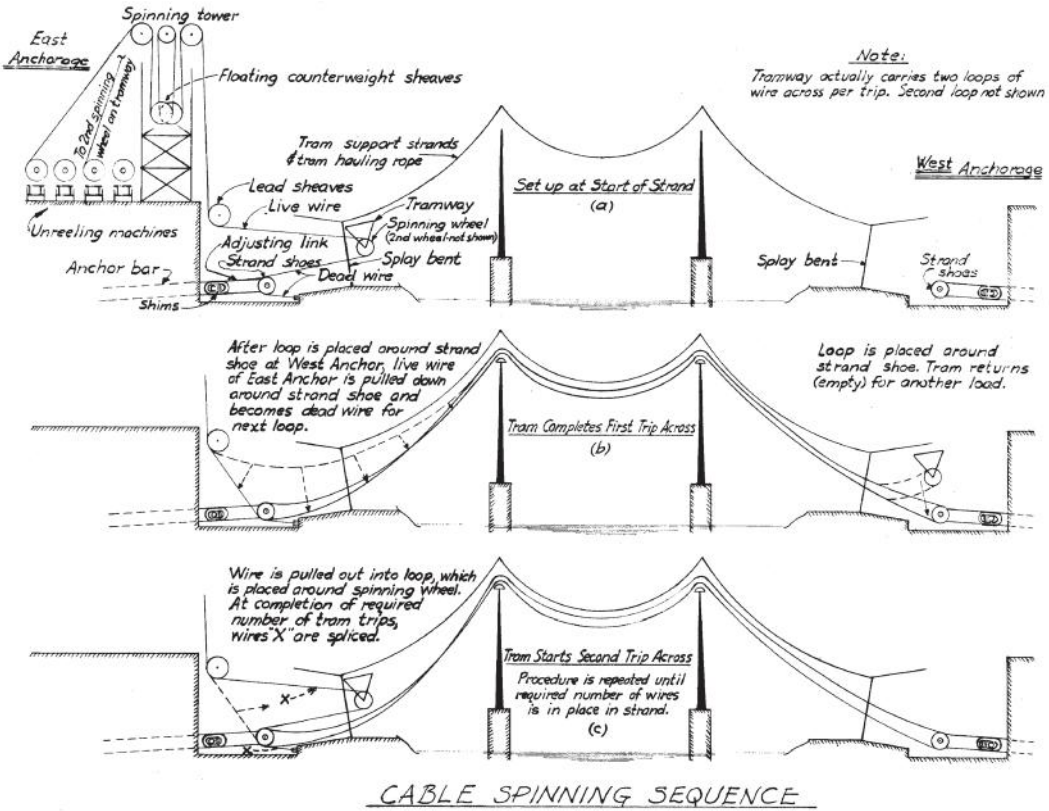 Spinning tower
East
Anchorage
Floating counterweight sheaves
To 2nd spinning
wheel on tramway
Note:
Tramway actually carries two loops of
wire across per trip. Second loop not shown
Tram support strands
& tram hauling rope
Set up at Start of Strand
(a)
West Anchorage
Lead sheaves
Live wire
Tramway
Spinning wheel
(2nd wheel-not shown)
Unreeling machines
Adjusting link
Strand shoes
Splay bent
Anchor bar
Dead wire
Shims
Splay bent
Strand
shoes
After loop is placed around strand
shoe at West Anchor, live wire
of East Anchor is pulled down
around strand shoe and
becomes dead wire for
next loop.
Tram Completes First Trip Across
(b)
Loop is placed around
strand shoe. Tram returns
(empty) for another load.
Wire is pulled out into loop, which
is placed around spinning wheel.
At completion of required
number of tram trips,
wires "X" are spliced.
Tram Starts Second Trip Across
Procedure is repeated until
required number of wires
is in place in strand.
(c)
X
X
CABLE SPINNING SEQUENCE